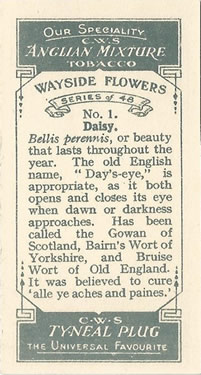 OUR SPECIALITY
C.W.S
ANGLIAN MIXTURE
TOBACCO
WAYSIDE FLOWERS
SERIES of 48
No. 1.
Daisy.
Bellis perennis, or beauty
that lasts throughout the
year. The old English
name, "Day's-eye," is
appropriate, as it both
opens and closes its eye
when dawn or darkness
approaches. Has been
called the Gowan of
Scotland, Bairn's Wort of
Yorkshire, and Bruise
Wort of Old England.
It was believed to cure
'alle ye aches and paines.'
C.W.S
TYNEAL PLUG
THE UNIVERSAL FAVOURITE